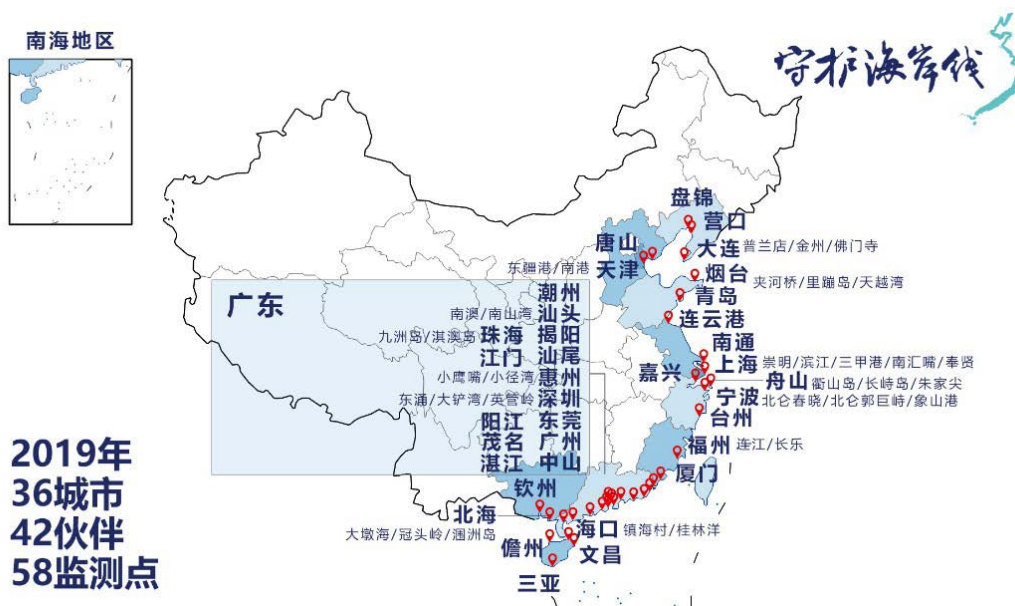 南海地区
守护海岸线
盘锦
营口
大连 普兰店/金州/佛门寺
唐山
天津
东疆港/南港
烟台 夹河桥/里蹦岛/天越湾
青岛
连云港
南通
上海 崇明/滨江/三甲港/南汇嘴/奉贤
嘉兴
舟山 衢山岛/长峙岛/朱家尖
宁波 北仑春晓/北仑郭巨峙/象山港
台州
福州 连江/长乐
厦门
广东
潮州
南澳/南山湾 汕头
九洲岛/淇澳岛 珠海 揭阳
江门 汕尾
小鹰嘴/小径湾 惠州
东涌/大铲湾/英管岭 深圳
阳江 东莞
茂名 广州
湛江 中山
钦州
北海
大墩海/冠头岭/涠洲岛
海口 镇海村/桂林洋
儋州
文昌
三亚
2019年
36城市
42伙伴
58监测点